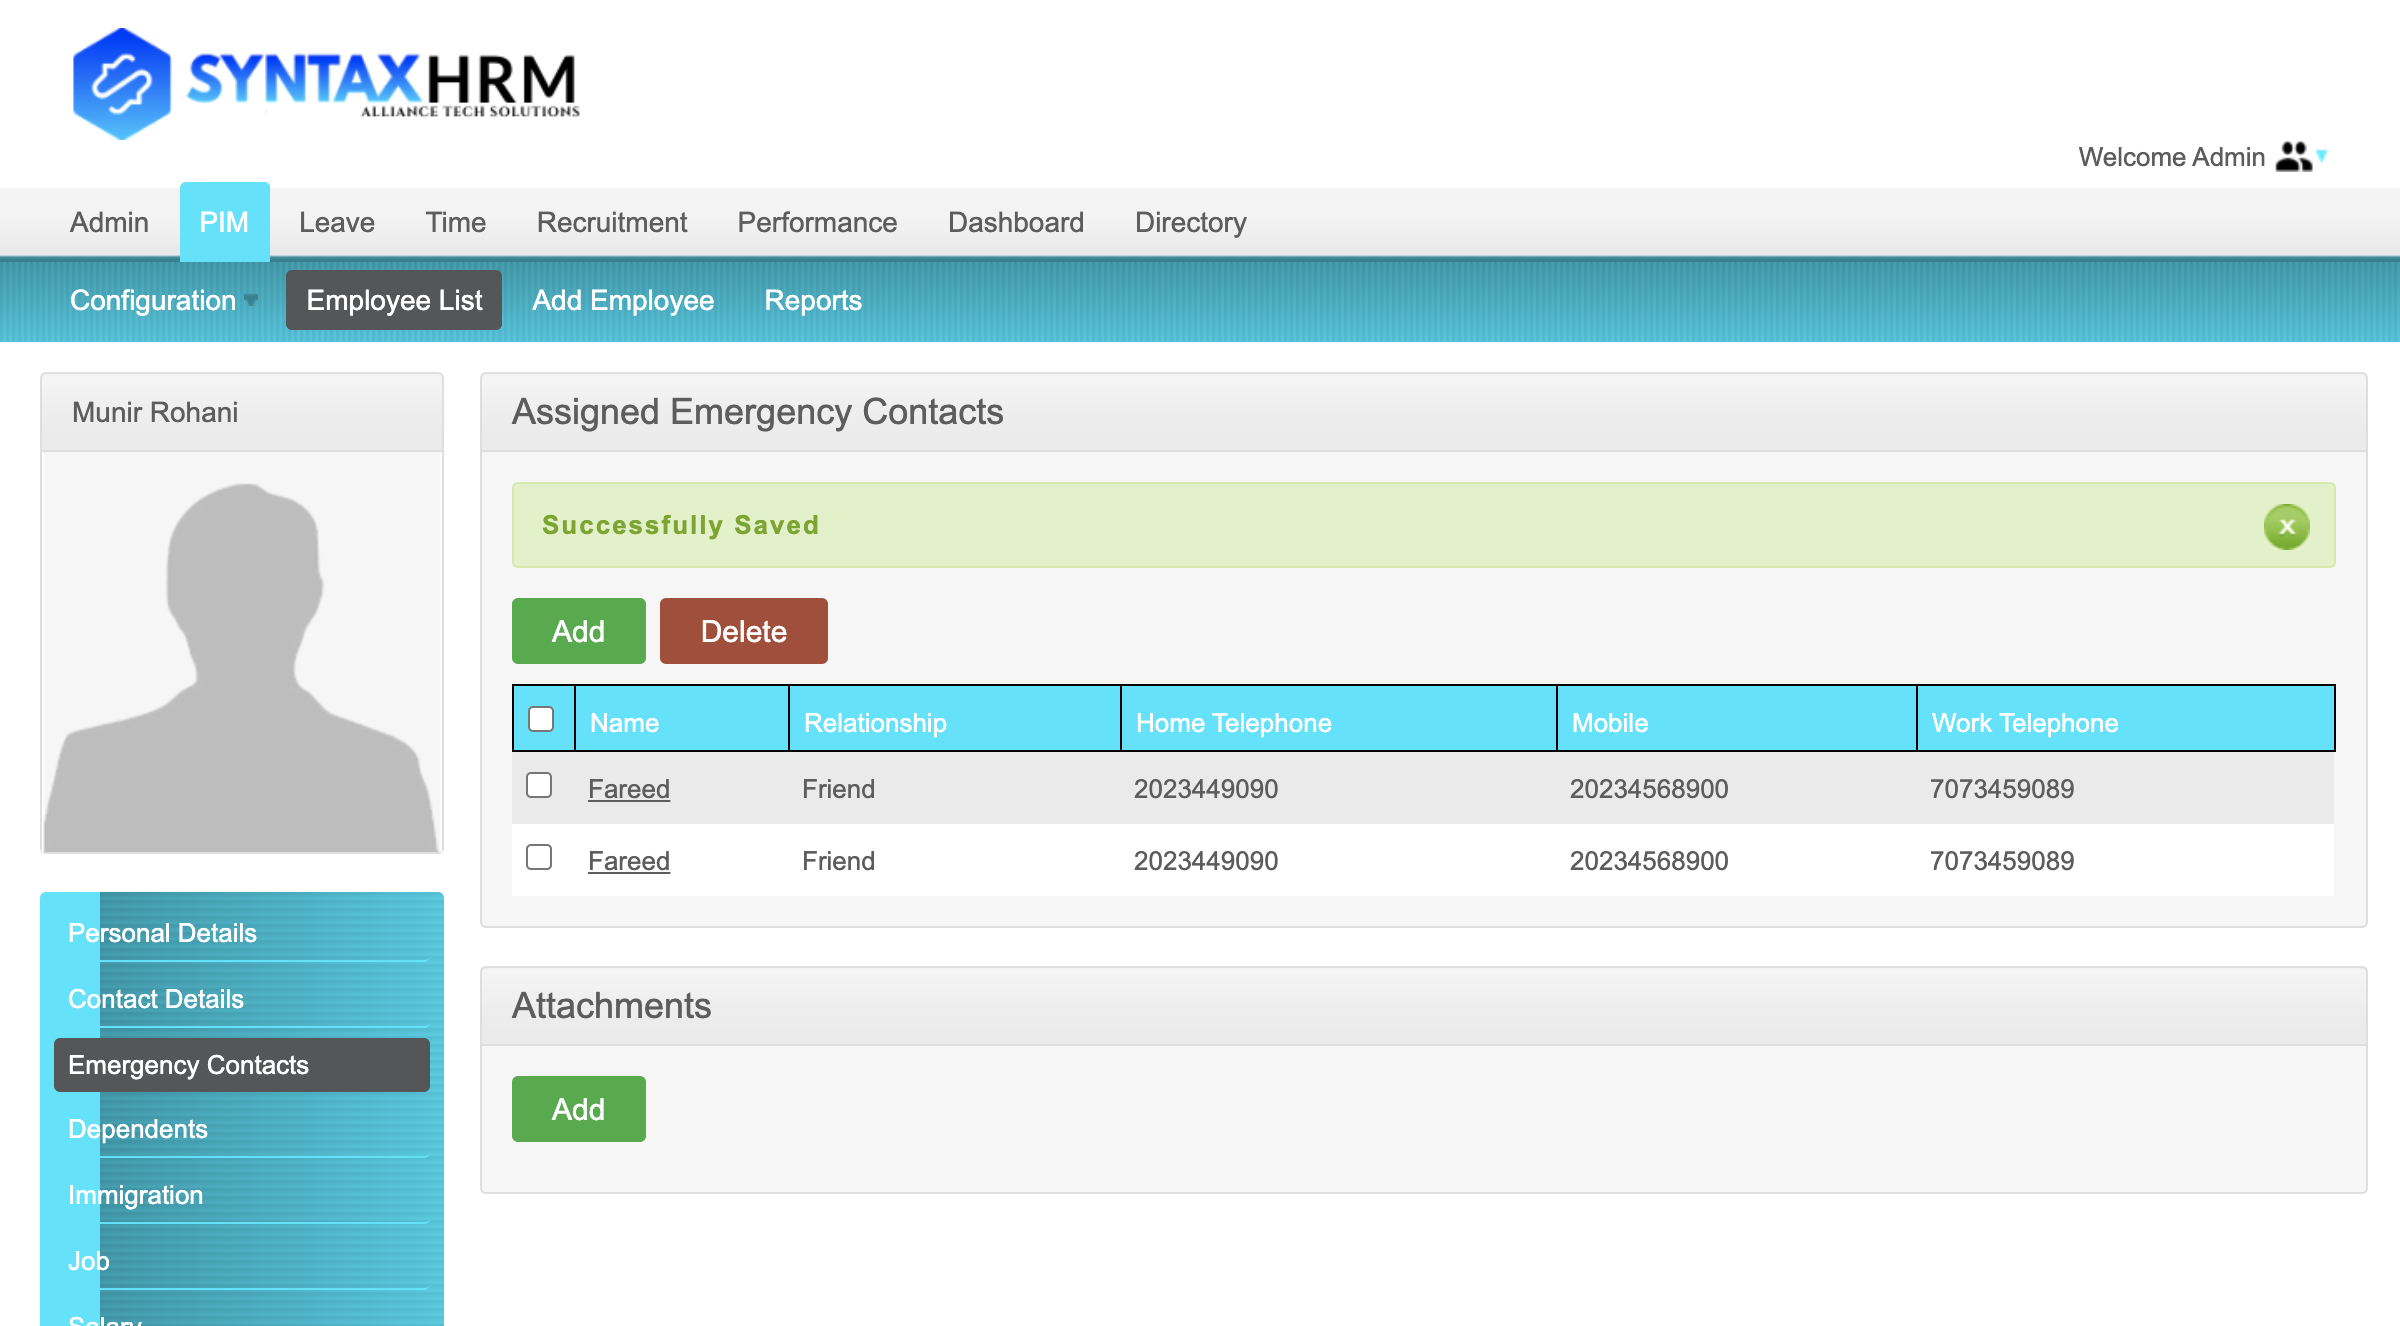 SYNTAXHRM
ALLIANCE TECH SOLUTIONS
Welcome Admin
Admin PIM Leave Time Recruitment Performance Dashboard Directory
Configuration Employee List Add Employee Reports
Munir Rohani
Assigned Emergency Contacts
Successfully Saved
x
Add Delete
Name Relationship Home Telephone Mobile Work Telephone
Fareed Friend 2023449090 20234568900 7073459089
Fareed Friend 2023449090 20234568900 7073459089
Personal Details
Contact Details
Emergency Contacts
Dependents
Immigration
Job
Salary
Attachments
Add